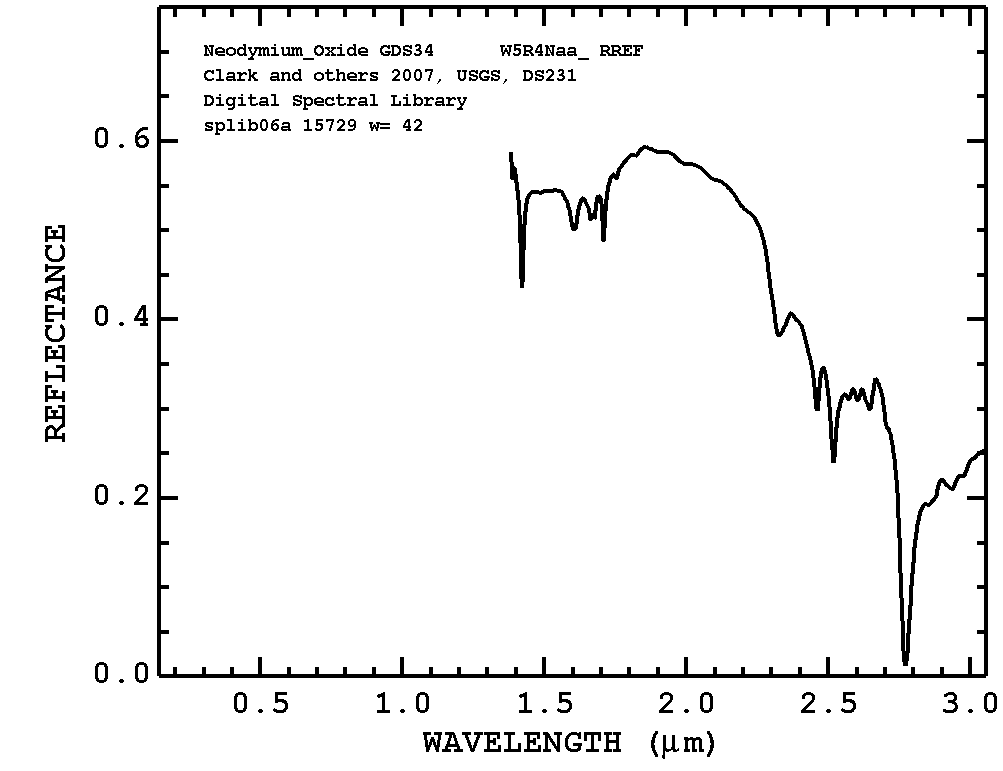 Neodymium_Oxide GDS34 W5R4Naa_ RREF
Clark and others 2007, USGS, DS231
Digital Spectral Library
splib06a 15729 w= 42
0.6
0.4
0.2
0.0
REFLECTANCE
0.5 1.0 1.5 2.0 2.5 3.0
WAVELENGTH (μm)